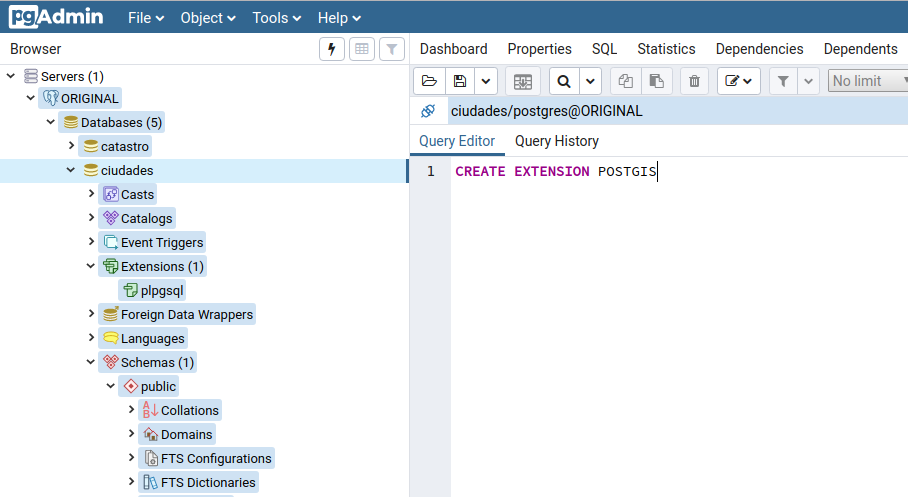 pgAdmin File Object Tools Help
Browser
Dashboard Properties SQL Statistics Dependencies Dependents
Servers (1)
No limit
ORIGINAL
ciudades/postgres@ORIGINAL
Databases (5)
Query Editor Query History
catastro
ciudades
1 CREATE EXTENSION POSTGIS
Casts
Catalogs
Event Triggers
Extensions (1)
plpgsql
Foreign Data Wrappers
Languages
Schemas (1)
public
Collations
Domains
FTS Configurations
FTS Dictionaries